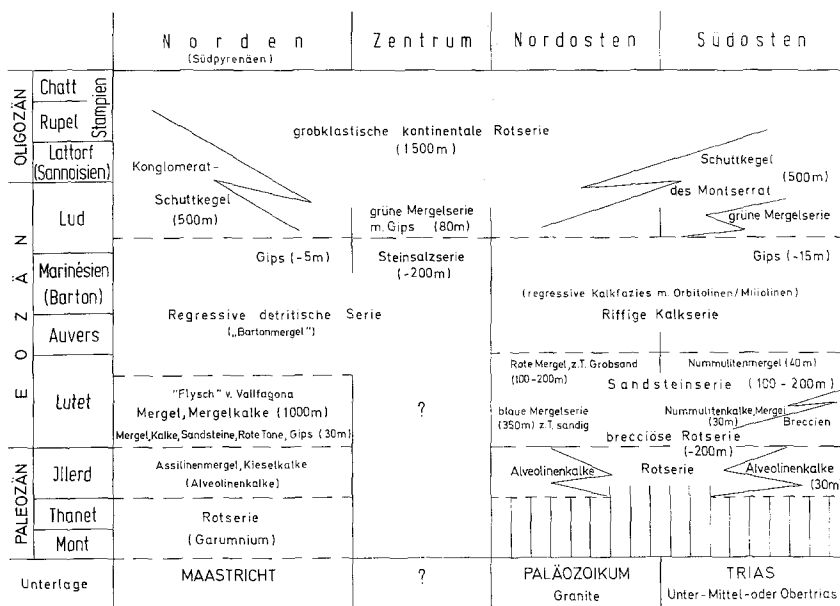 Norden Zentrum Nordosten Südosten
(Südpyrenäen)
OLIGOZÄN
Chatt
Rupel
Stampien
Lattorf
(Sannoisien)
grobklastische kontinentale Rotserie
(1500m)
Konglomerat-
Schuttkegel
(500m)
Schuttkegel
(500m)
des Montserrat
EOZÄN
Lud
grüne Mergelserie
m. Gips (80m)
grüne Mergelserie
Marinésien
(Barton)
Gips (-5m)
Steinsalzserie
(-200m)
Gips (-15m)
(regressive Kalkfazies m. Orbitolinen/Miliolinen)
Auvers
Regressive detritische Serie
("Bartonmergel")
Riffige Kalkserie
Lutet
Rote Mergel, z.T. Grobsand
(100-200m)
Nummulitenmergel (40m)
Sandsteinserie (100-200m)
"Flysch" v. Vallfagona
Mergel, Mergelkalke (1000m)
Mergel, Kalke, Sandsteine, Rote Tone, Gips (30m)
?
blaue Mergelserie
(350m) z.T. sandig
Nummulitenkalke, Mergel
(30m)
Breccien
brecciöse Rotserie
(-200m)
PALEOZÄN
Jlerd
Assilinenmergel, Kieselkalke
(Alveolinenkalke)
Alveolinenkalke
Rotserie
Alveolinenkalke
(30m)
Thanet
Mont
Rotserie
(Garumnium)
Unterlage
MAASTRICHT
?
PALÄOZOIKUM
Granite
TRIAS
Unter-Mittel-oder Obertrias